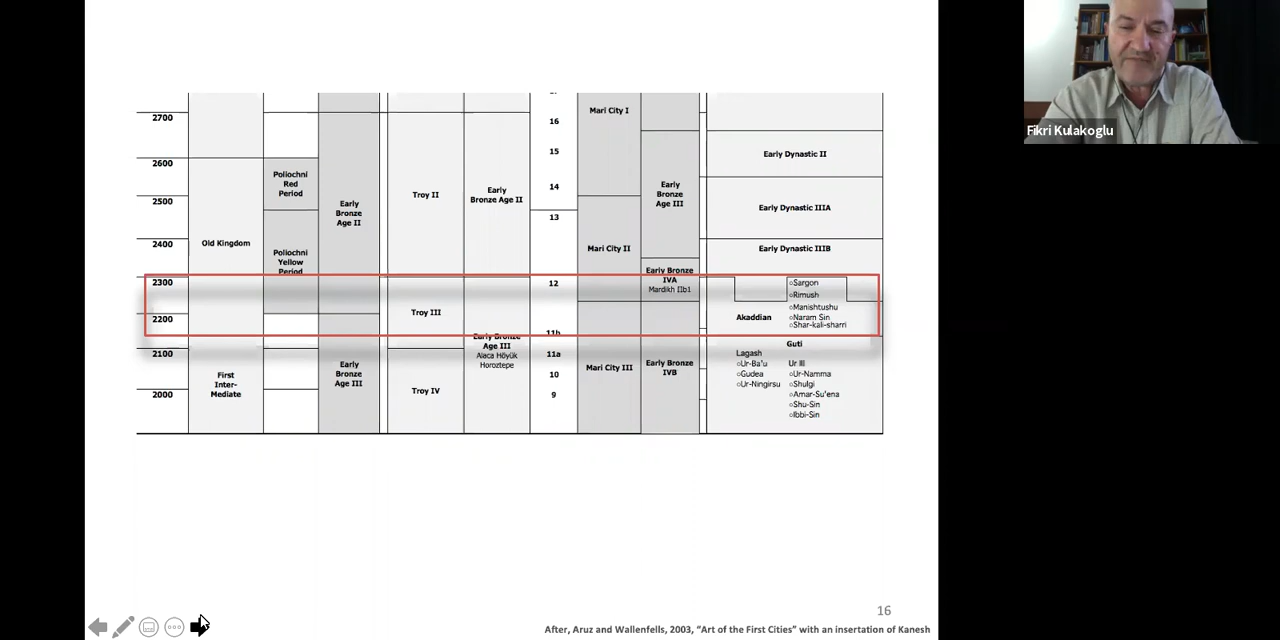 Fikri Kulakoglu
2700
2600
2500
2400
2300
2200
2100
2000
Old Kingdom
First
Inter-
Mediate
Poliochni
Red
Period
Poliochni
Yellow
Period
Early
Bronze
Age II
Early
Bronze
Age III
Troy II
Troy III
Troy IV
Early
Bronze Age II
Early Bronze
Age III
Alaca Höyük
Horoztepe
16
15
14
13
12
11b
11a
10
9
Mari City I
Mari City II
Mari City III
Early
Bronze
Age III
Early Bronze
IVA
Mardikh IIb1
Early Bronze
IVB
Early Dynastic II
Early Dynastic IIIA
Early Dynastic IIIB
Akaddian
○Sargon
○Rimush
○Manishtushu
○Naram Sin
○Shar-kali-sharri
Guti
Lagash
○Ur-Ba'u
○Gudea
○Ur-Ningirsu
Ur III
○Ur-Namma
○Shulgi
○Amar-Su'ena
○Shu-Sin
○Ibbi-Sin
16
After, Aruz and Wallenfells, 2003, "Art of the First Cities" with an insertation of Kanesh